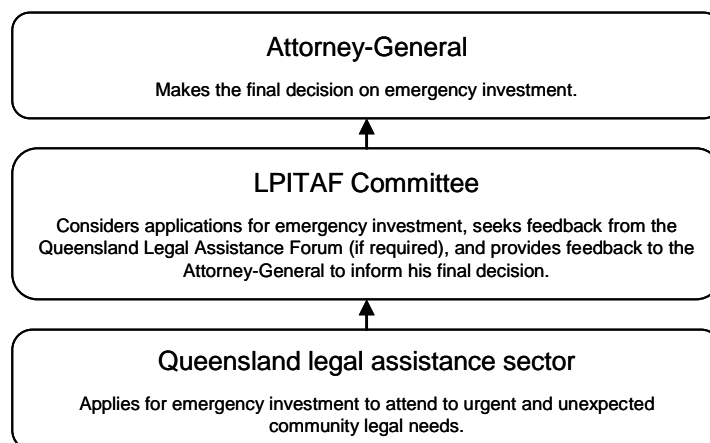 Attorney-General
Makes the final decision on emergency investment.
LPITAF Committee
Considers applications for emergency investment, seeks feedback from the
Queensland Legal Assistance Forum (if required), and provides feedback to the
Attorney-General to inform his final decision.
Queensland legal assistance sector
Applies for emergency investment to attend to urgent and unexpected
community legal needs.